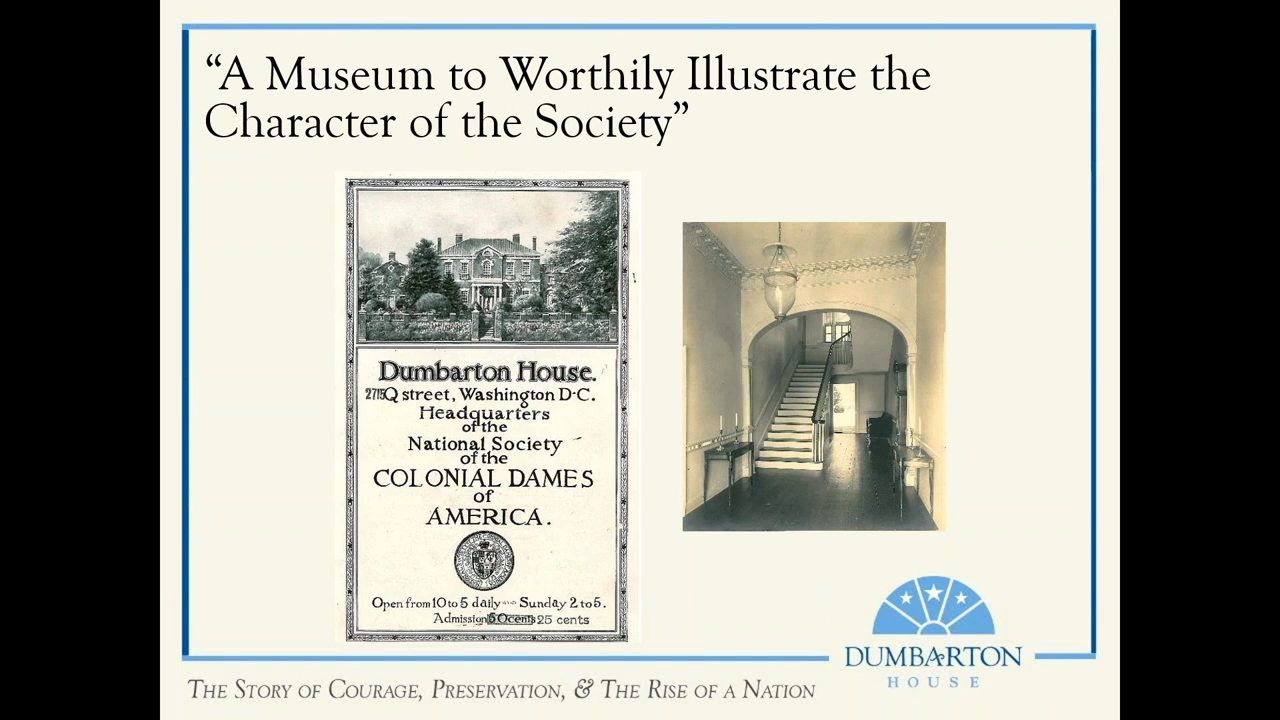 “A Museum to Worthily Illustrate the
Character of the Society”
Dumbarton House.
2715 Q street, Washington D·C.
Headquarters
of the
National Society
of the
COLONIAL DAMES
of
AMERICA.
Open from 10 to 5 daily Sunday 2 to 5.
Admission 50 cents 25 cents
DUMBARTON
HOUSE
THE STORY OF COURAGE, PRESERVATION, & THE RISE OF A NATION